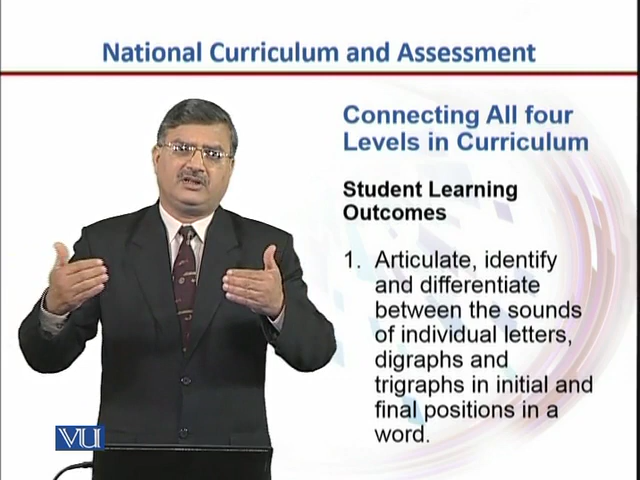 National Curriculum and Assessment
Connecting All four
Levels in Curriculum
Student Learning
Outcomes
1. Articulate, identify
and differentiate
between the sounds
of individual letters,
digraphs and
trigraphs in initial and
final positions in a
word.
VU